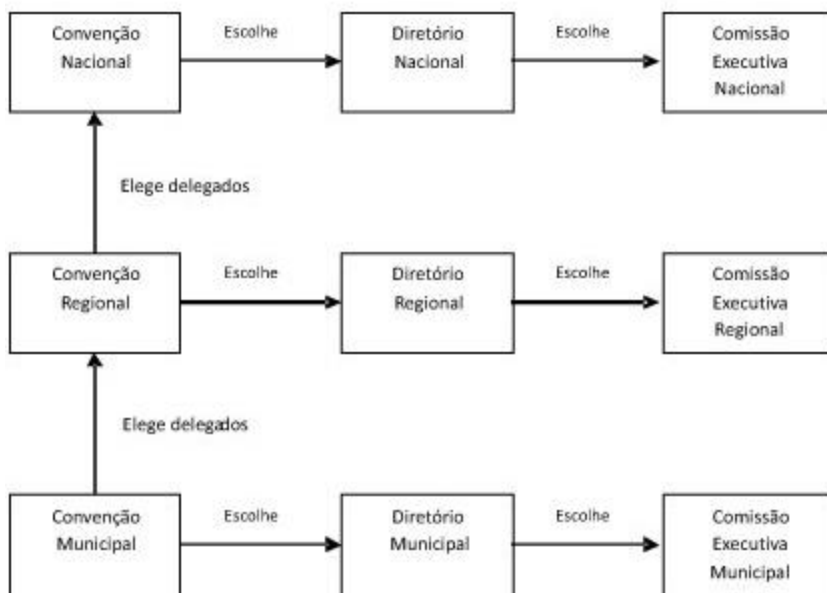 Convenção
Nacional
Escolhe
Diretório
Nacional
Escolhe
Comissão
Executiva
Nacional
Elege delegados
Convenção
Regional
Escolhe
Diretório
Regional
Escolhe
Comissão
Executiva
Regional
Elege delegados
Convenção
Municipal
Escolhe
Diretório
Municipal
Escolhe
Comissão
Executiva
Municipal